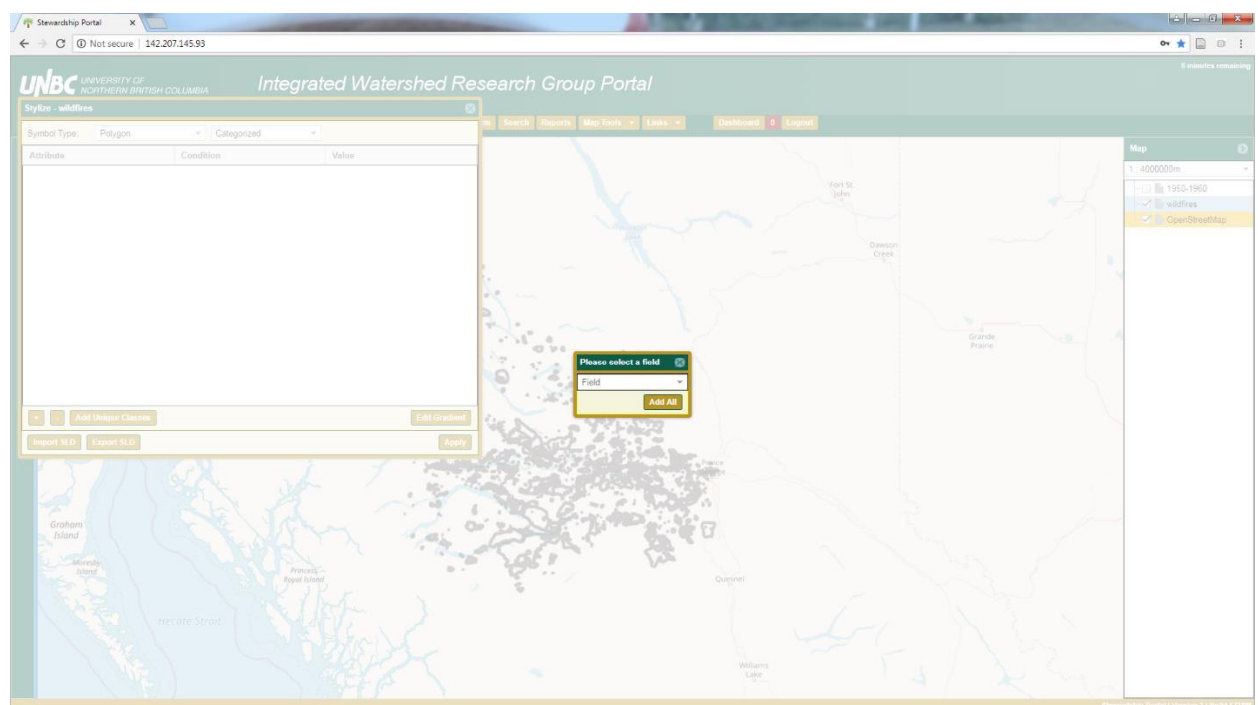 Stewardship Portal
Not secure | 142.207.145.93
6 minutes remaining
UNBC UNIVERSITY OF
NORTHERN BRITISH COLUMBIA
Integrated Watershed Research Group Portal
Stylize - wildfires
Search Reports Map Tools Links Dashboard 0 Logout
Symbol Type: Polygon Categorized
Attribute Condition Value
Map
1 : 4000000m
1950-1960
wildfires
OpenStreetMap
Fort St.
John
Dawson
Creek
Grande
Prairie
Please select a field
Field
Add All
+ - Add Unique Classes Edit Gradient
Import SLD Export SLD Apply
Prince
Graham
Island
Moresby
Island
Princess
Royal Island
Quesnel
Hecate Strait
Williams
Lake